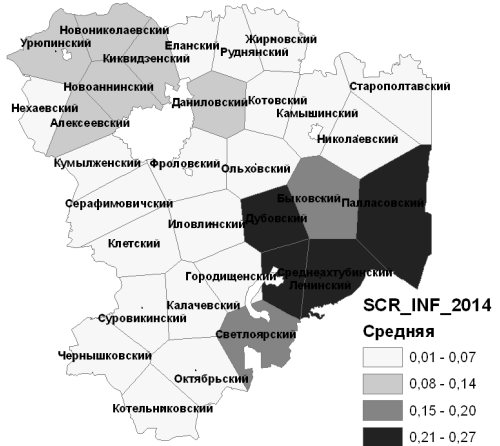 Новониколаевский
Урюпинский
Киквидзенский
Еланский
Жирновский
Руднянский
Новоаннинский
Нехаевский
Алексеевский
Даниловский
Котовский
Камышинский
Старополтавский
Николаевский
Кумылженский
Фроловский
Ольховский
Серафимовичский
Быковский
Палласовский
Иловлинский
Дубовский
Клетский
Городищенский
Среднеахтубинский
Ленинский
Калачевский
Суровикинский
Светлоярский
Чернышковский
Октябрьский
Котельниковский
SCR_INF_2014
Средняя
0,01 - 0,07
0,08 - 0,14
0,15 - 0,20
0,21 - 0,27